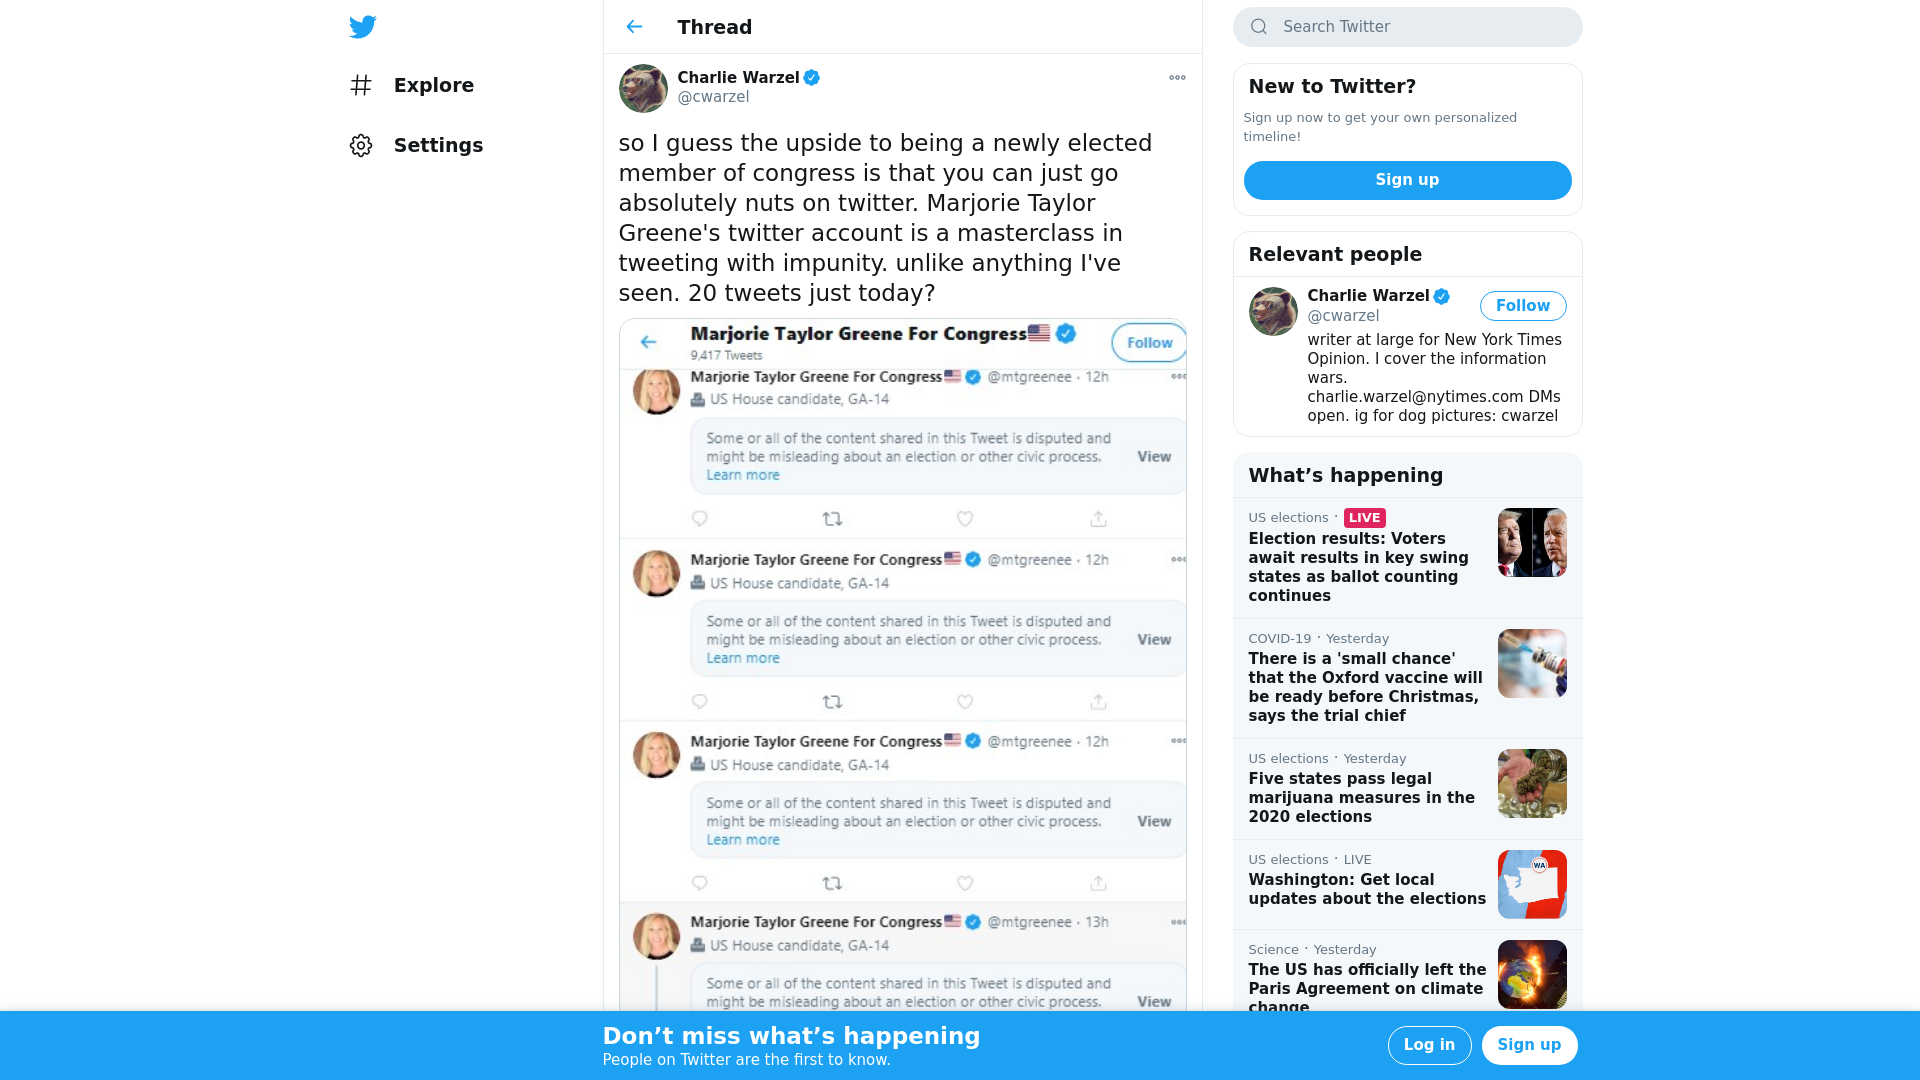 Explore
Settings
Thread
Charlie Warzel
@cwarzel
so I guess the upside to being a newly elected
member of congress is that you can just go
absolutely nuts on twitter. Marjorie Taylor
Greene's twitter account is a masterclass in
tweeting with impunity. unlike anything I've
seen. 20 tweets just today?
Marjorie Taylor Greene For Congress
9,417 Tweets
Follow
Marjorie Taylor Greene For Congress @mtgreenee · 12h
US House candidate, GA-14
Some or all of the content shared in this Tweet is disputed and
might be misleading about an election or other civic process.
Learn more
View
Marjorie Taylor Greene For Congress @mtgreenee · 12h
US House candidate, GA-14
Some or all of the content shared in this Tweet is disputed and
might be misleading about an election or other civic process.
Learn more
View
Marjorie Taylor Greene For Congress @mtgreenee · 12h
US House candidate, GA-14
Some or all of the content shared in this Tweet is disputed and
might be misleading about an election or other civic process.
Learn more
View
Marjorie Taylor Greene For Congress @mtgreenee · 13h
US House candidate, GA-14
Some or all of the content shared in this Tweet is disputed and
might be misleading about an election or other civic process.
View
Search Twitter
New to Twitter?
Sign up now to get your own personalized
timeline!
Sign up
Relevant people
Charlie Warzel
@cwarzel
Follow
writer at large for New York Times
Opinion. I cover the information
wars.
charlie.warzel@nytimes.com DMs
open. ig for dog pictures: cwarzel
What’s happening
US elections · LIVE
Election results: Voters
await results in key swing
states as ballot counting
continues
COVID-19 · Yesterday
There is a 'small chance'
that the Oxford vaccine will
be ready before Christmas,
says the trial chief
US elections · Yesterday
Five states pass legal
marijuana measures in the
2020 elections
US elections · LIVE
Washington: Get local
updates about the elections
WA
Science · Yesterday
The US has officially left the
Paris Agreement on climate
change
Don’t miss what’s happening
People on Twitter are the first to know.
Log in
Sign up